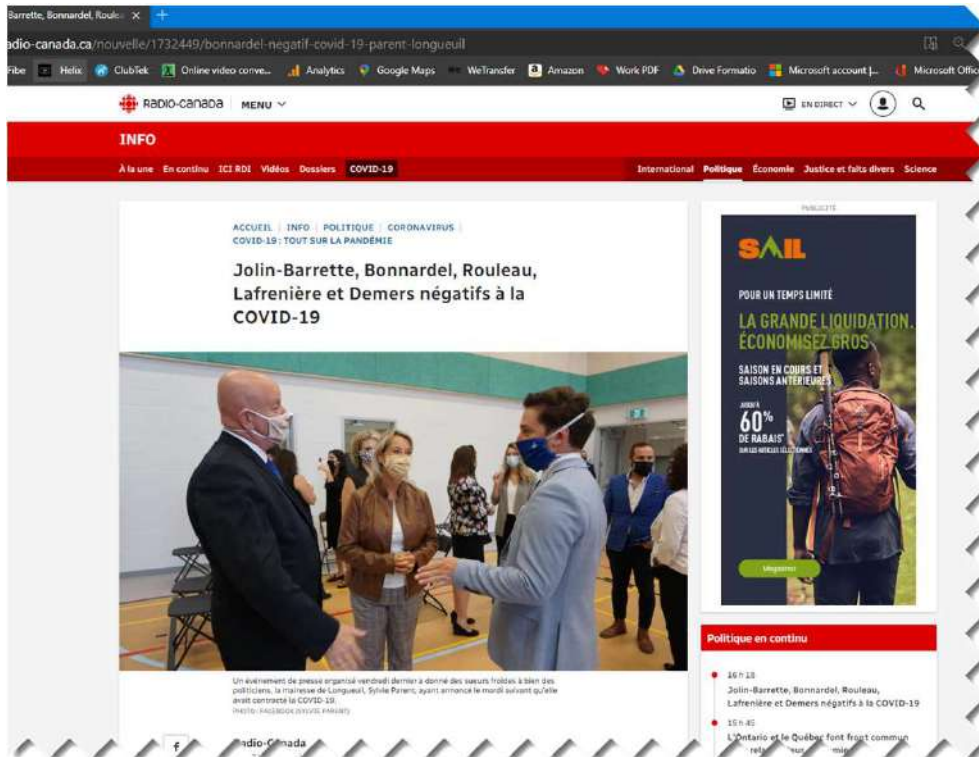 Barrette, Bonnardel, Roulea
adio-canada.ca/nouvelle/1732449/bonnardel-negatif-covid-19-parent-longueuil
Fibe Helix ClubTek Online video conve... Analytics Google Maps WeTransfer Amazon Work PDF Drive Formatio Microsoft account |... Microsoft Offic
RADIO-CANADA MENU EN DIRECT
INFO
À la une En continu ICI RDI Vidéos Dossiers COVID-19 International Politique Économie Justice et faits divers Science
PUBLICITÉ
ACCUEIL | INFO | POLITIQUE | CORONAVIRUS |
COVID-19 : TOUT SUR LA PANDÉMIE
Jolin-Barrette, Bonnardel, Rouleau,
Lafrenière et Demers négatifs à la
COVID-19
Un événement de presse organisé vendredi dernier a donné des sueurs froides à bien des
politiciens, la mairesse de Longueuil, Sylvie Parent, ayant annoncé le mardi suivant qu'elle
avait contracté la COVID-19.
PHOTO : FACEBOOK (SYLVIE PARENT)
Radio-Canada
SAIL
POUR UN TEMPS LIMITÉ
LA GRANDE LIQUIDATION.
ÉCONOMISEZ GROS
SAISON EN COURS ET
SAISONS ANTÉRIEURES
JUSQU'À
60%
DE RABAIS*
SUR LES ARTICLES SÉLECTIONNÉS
Magasiner
Politique en continu
16 h 18
Jolin-Barrette, Bonnardel, Rouleau,
Lafrenière et Demers négatifs à la COVID-19
15 h 45
L'Ontario et le Québec font front commun